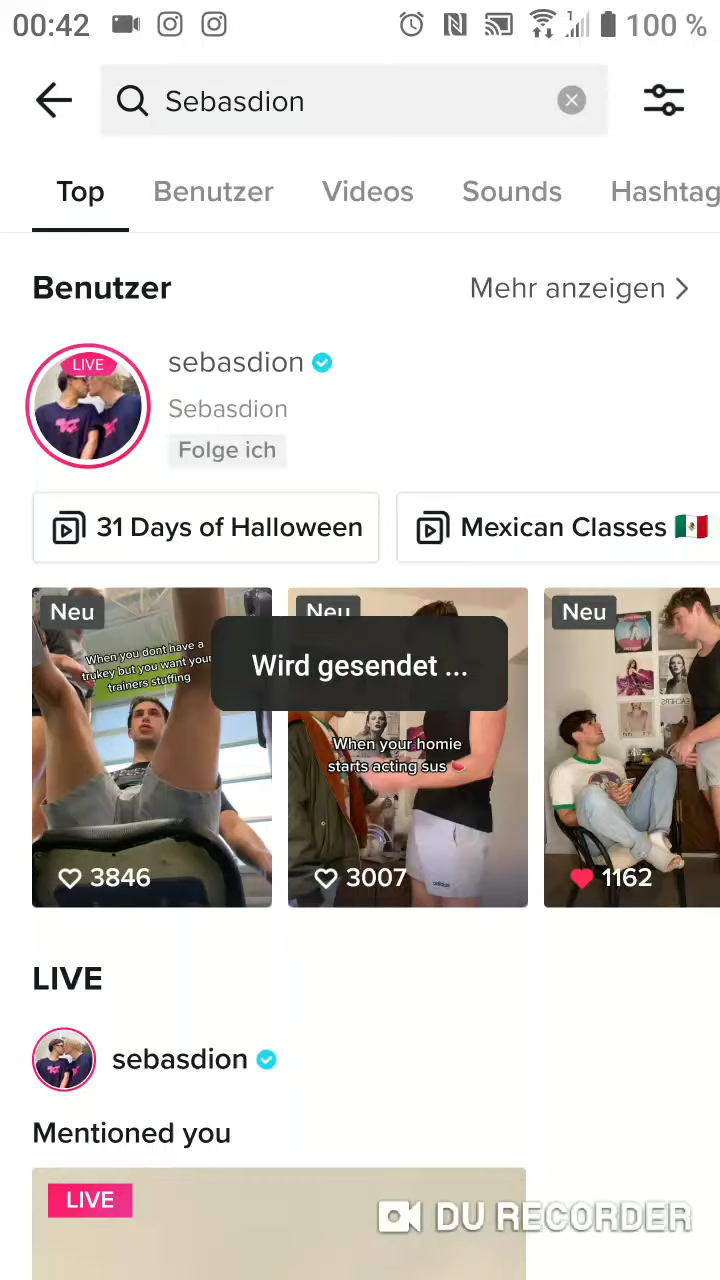 00:42
100 %
Sebasdion
Top Benutzer Videos Sounds Hashtag
Benutzer
Mehr anzeigen
LIVE
sebasdion
Sebasdion
Folge ich
31 Days of Halloween
Mexican Classes
Neu
Neu
Neu
When you dont have a
trukey but you want your
trainers stuffing
Wird gesendet ...
When your homie
starts acting sus
3846
3007
1162
LIVE
sebasdion
Mentioned you
LIVE
DU RECORDER